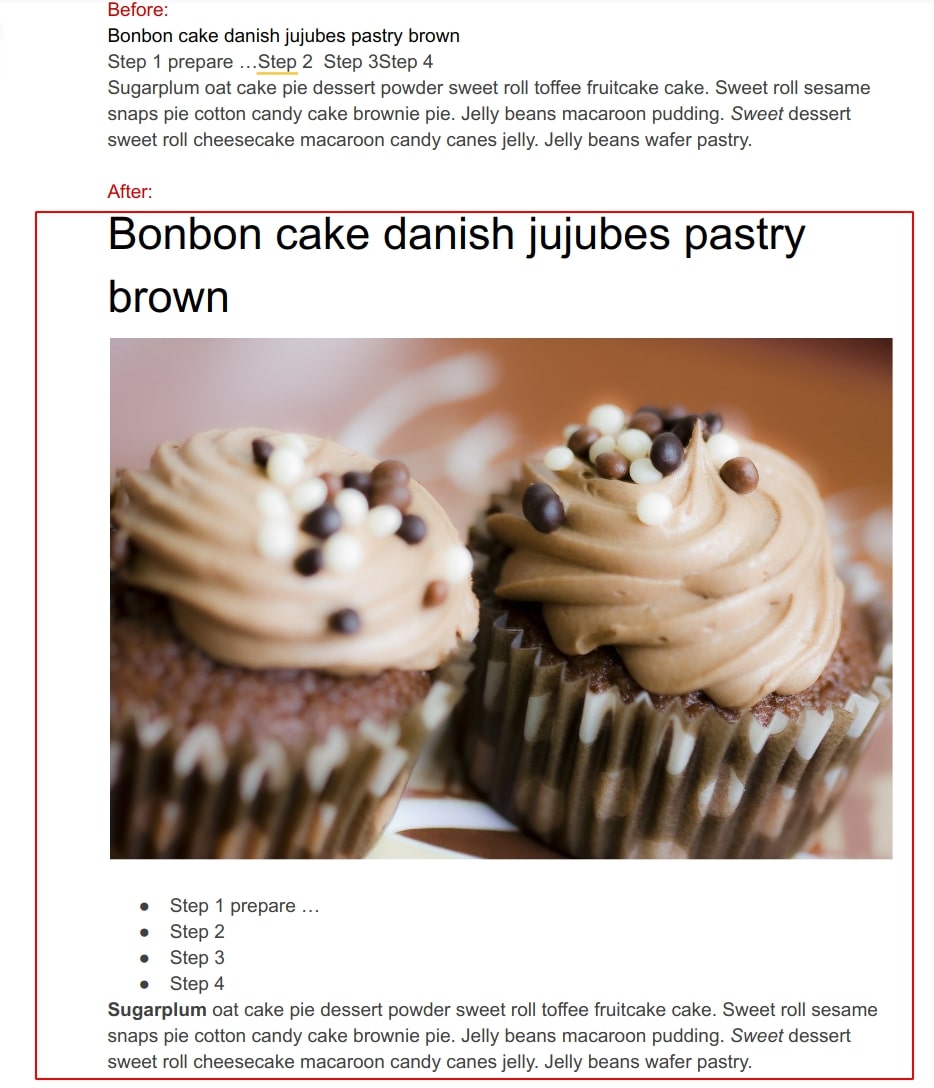 Before:
Bonbon cake danish jujubes pastry brown
Step 1 prepare …Step 2  Step 3Step 4
Sugarplum oat cake pie dessert powder sweet roll toffee fruitcake cake. Sweet roll sesame
snaps pie cotton candy cake brownie pie. Jelly beans macaroon pudding. Sweet dessert
sweet roll cheesecake macaroon candy canes jelly. Jelly beans wafer pastry.
After:
Bonbon cake danish jujubes pastry
brown
● Step 1 prepare …
● Step 2
● Step 3
● Step 4
Sugarplum oat cake pie dessert powder sweet roll toffee fruitcake cake. Sweet roll sesame
snaps pie cotton candy cake brownie pie. Jelly beans macaroon pudding. Sweet dessert
sweet roll cheesecake macaroon candy canes jelly. Jelly beans wafer pastry.